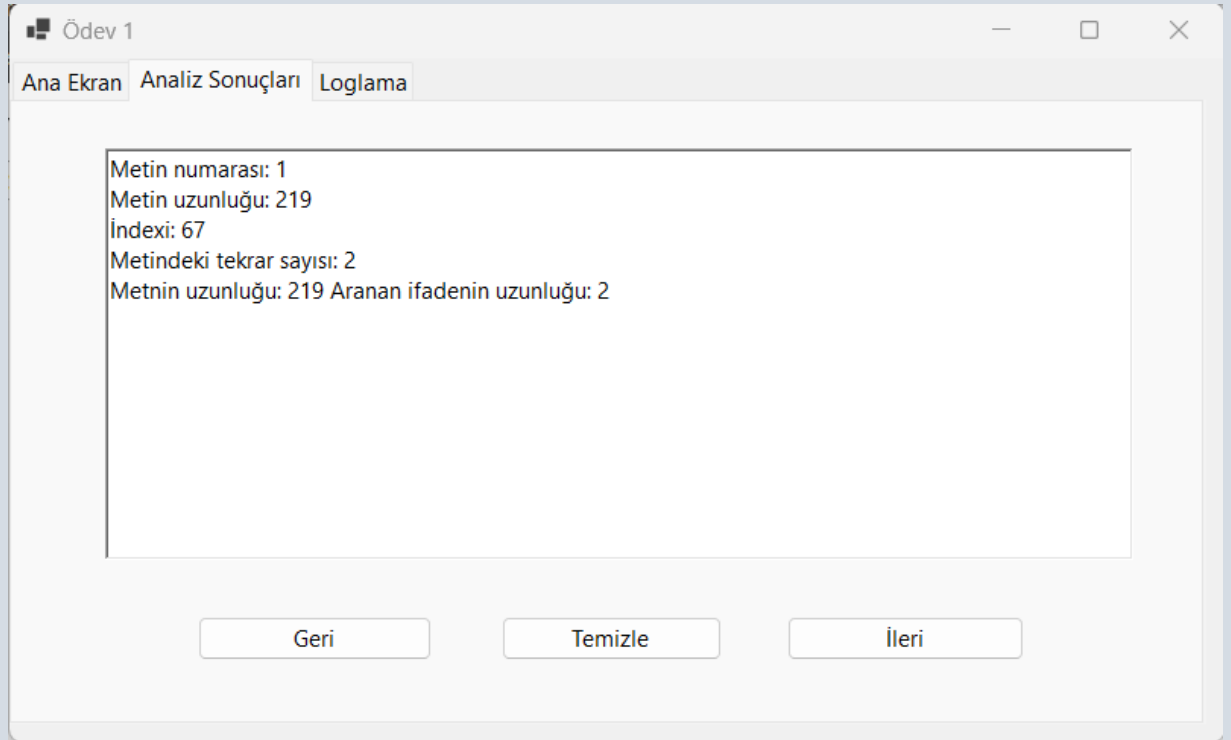 Ödev 1
Ana Ekran Analiz Sonuçları Loglama
Metin numarası: 1
Metin uzunluğu: 219
İndexi: 67
Metindeki tekrar sayısı: 2
Metnin uzunluğu: 219 Aranan ifadenin uzunluğu: 2
Geri Temizle İleri